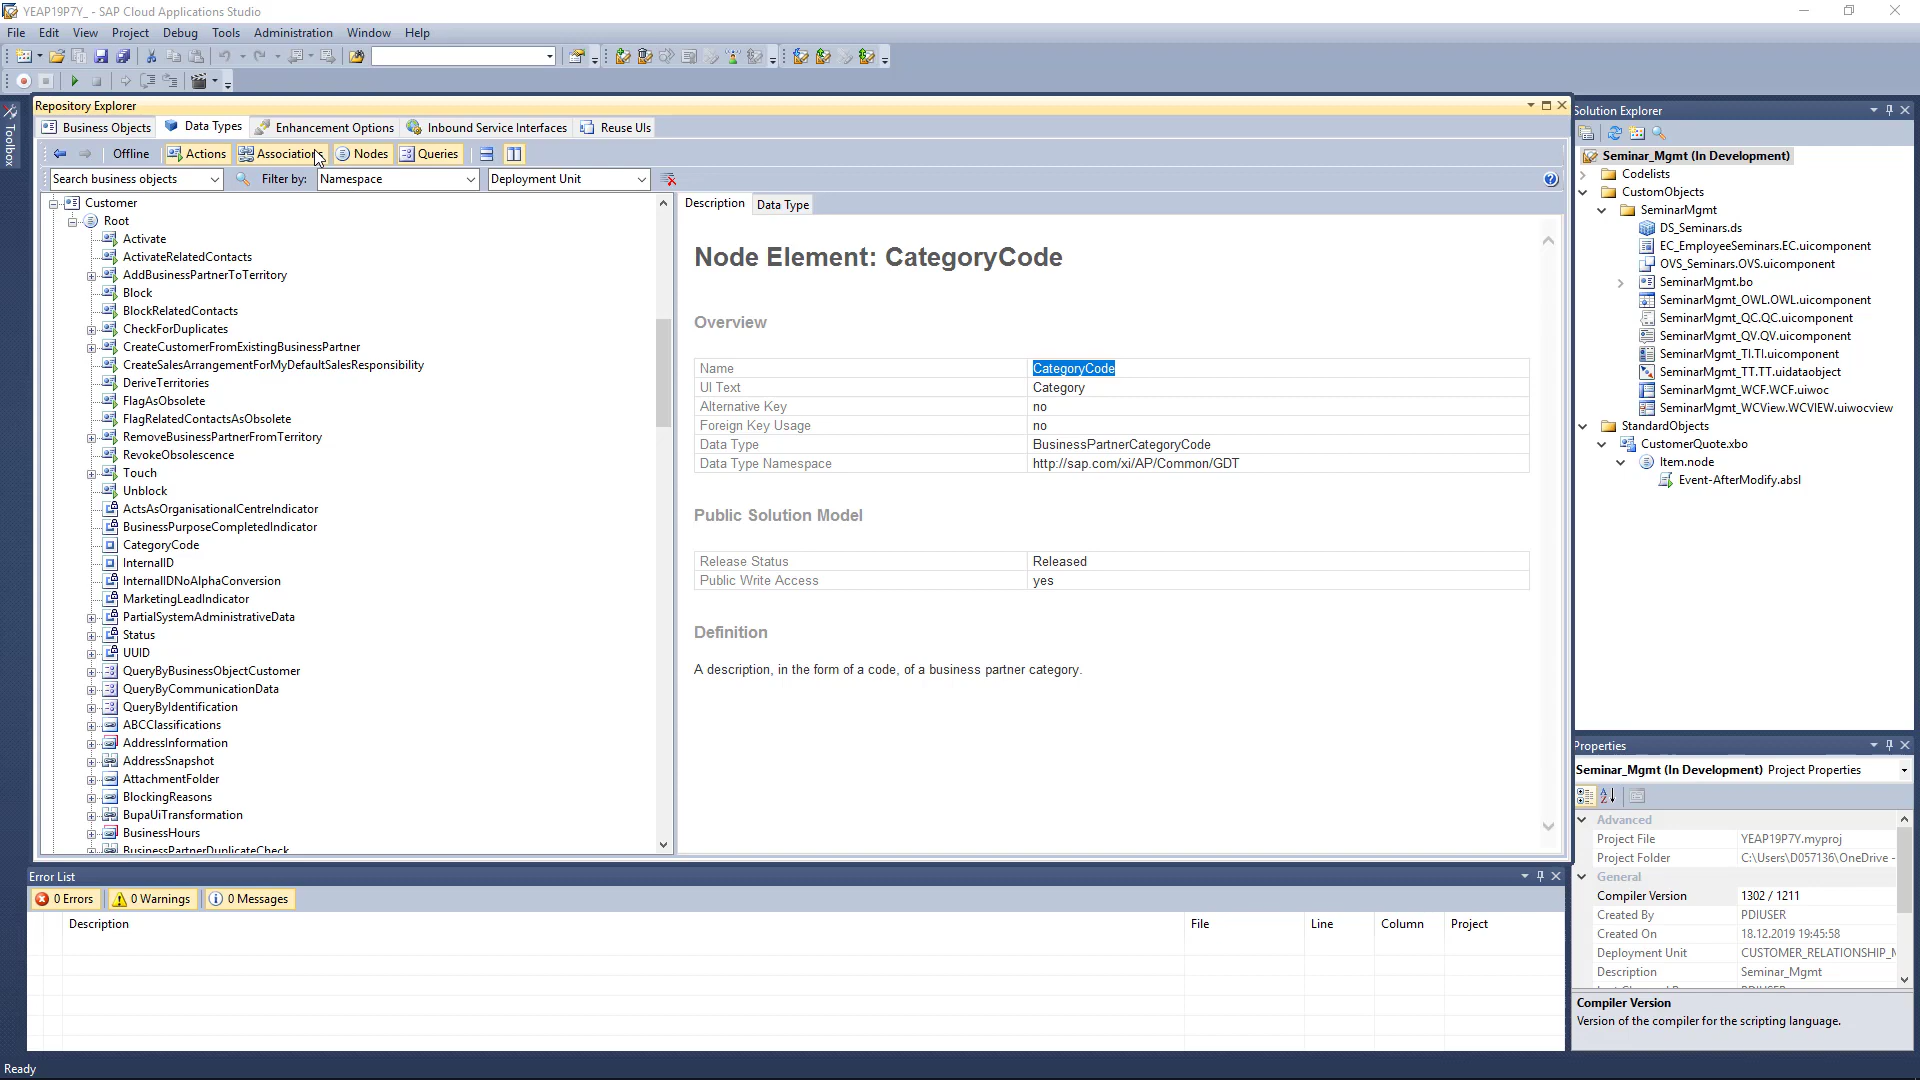 YEAP19P7Y_ - SAP Cloud Applications Studio
File Edit View Project Debug Tools Administration Window Help
Repository Explorer
Business Objects Data Types Enhancement Options Inbound Service Interfaces Reuse UIs
Offline Actions Association Nodes Queries
Search business objects Filter by: Namespace Deployment Unit
Toolbox
Customer
Root
Activate
ActivateRelatedContacts
AddBusinessPartnerToTerritory
Block
BlockRelatedContacts
CheckForDuplicates
CreateCustomerFromExistingBusinessPartner
CreateSalesArrangementForMyDefaultSalesResponsibility
DeriveTerritories
FlagAsObsolete
FlagRelatedContactsAsObsolete
RemoveBusinessPartnerFromTerritory
RevokeObsolescence
Touch
Unblock
ActsAsOrganisationalCentreIndicator
BusinessPurposeCompletedIndicator
CategoryCode
InternalID
InternalIDNoAlphaConversion
MarketingLeadIndicator
PartialSystemAdministrativeData
Status
UUID
QueryByBusinessObjectCustomer
QueryByCommunicationData
QueryByIdentification
ABCClassifications
AddressInformation
AddressSnapshot
AttachmentFolder
BlockingReasons
BupaUiTransformation
BusinessHours
BusinessPartnerDuplicateCheck
Description Data Type
Node Element: CategoryCode
Overview
Name CategoryCode
UI Text Category
Alternative Key no
Foreign Key Usage no
Data Type BusinessPartnerCategoryCode
Data Type Namespace http://sap.com/xi/AP/Common/GDT
Public Solution Model
Release Status Released
Public Write Access yes
Definition
A description, in the form of a code, of a business partner category.
Solution Explorer
Seminar_Mgmt (In Development)
Codelists
CustomObjects
SeminarMgmt
DS_Seminars.ds
EC_EmployeeSeminars.EC.uicomponent
OVS_Seminars.OVS.uicomponent
SeminarMgmt.bo
SeminarMgmt_OWL.OWL.uicomponent
SeminarMgmt_QC.QC.uicomponent
SeminarMgmt_QV.QV.uicomponent
SeminarMgmt_TI.TI.uicomponent
SeminarMgmt_TT.TT.uidataobject
SeminarMgmt_WCF.WCF.uiwoc
SeminarMgmt_WCView.WCVIEW.uiwocview
StandardObjects
CustomerQuote.xbo
Item.node
Event-AfterModify.absl
Properties
Seminar_Mgmt (In Development) Project Properties
Advanced
Project File YEAP19P7Y.myproj
Project Folder C:\Users\D057136\OneDrive -
General
Compiler Version 1302 / 1211
Created By PDIUSER
Created On 18.12.2019 19:45:58
Deployment Unit CUSTOMER_RELATIONSHIP_M
Description Seminar_Mgmt
Compiler Version
Version of the compiler for the scripting language.
Error List
0 Errors 0 Warnings 0 Messages
Description File Line Column Project
Ready